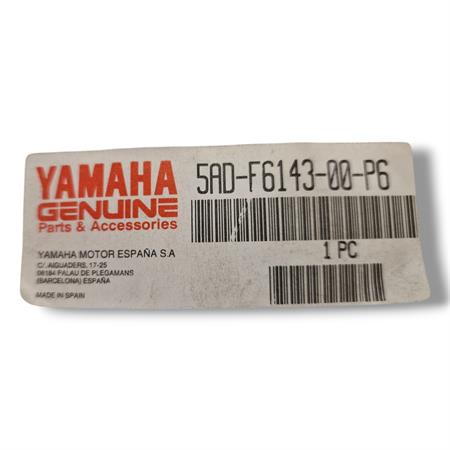 YAMAHA
GENUINE
Parts & Accessories
YAMAHA MOTOR ESPAÑA S.A
C/. AIGUADERS, 17-25
08184 PALAU DE PLEGAMANS
(BARCELONA) ESPAÑA
MADE IN SPAIN
5AD-F6143-00-P6
1 PC